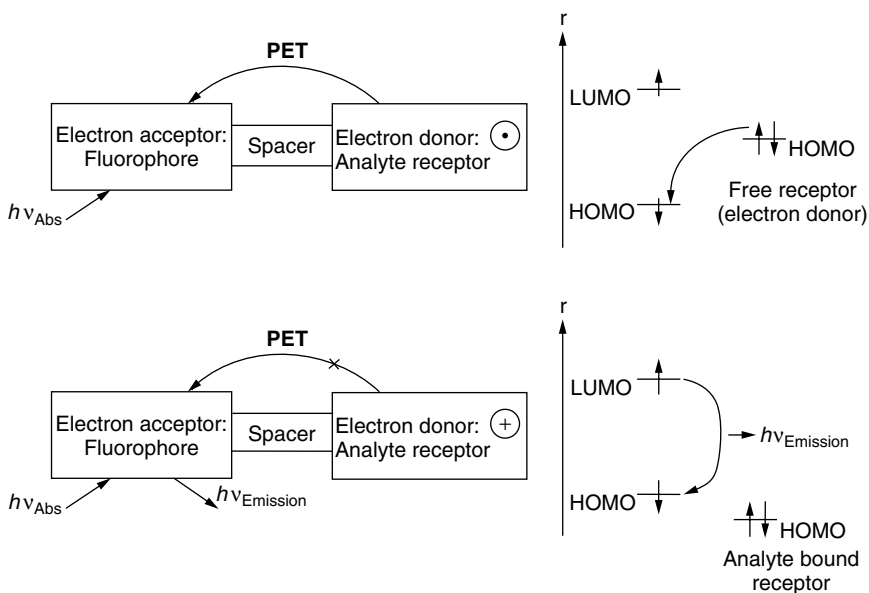 PET
Electron acceptor:
Fluorophore
Spacer
Electron donor:
Analyte receptor
hνAbs
r
LUMO
HOMO
HOMO
Free receptor
(electron donor)
PET
Electron acceptor:
Fluorophore
Spacer
Electron donor:
Analyte receptor
+
hνAbs
hνEmission
r
LUMO
hνEmission
HOMO
HOMO
Analyte bound
receptor